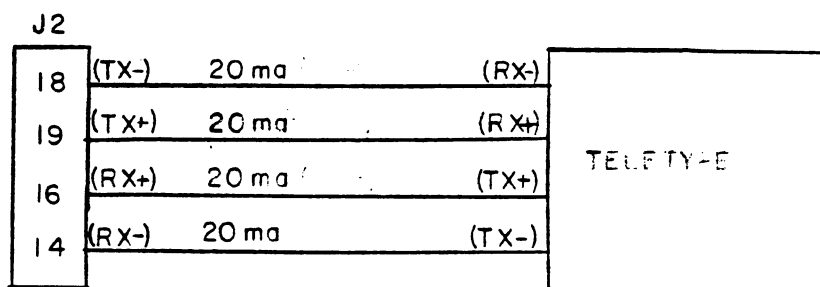 J2
18 (TX-) 20 ma (RX-)
19 (TX+) 20 ma (RX+)
16 (RX+) 20 ma (TX+)
14 (RX-) 20 ma (TX-)
TELETYPE